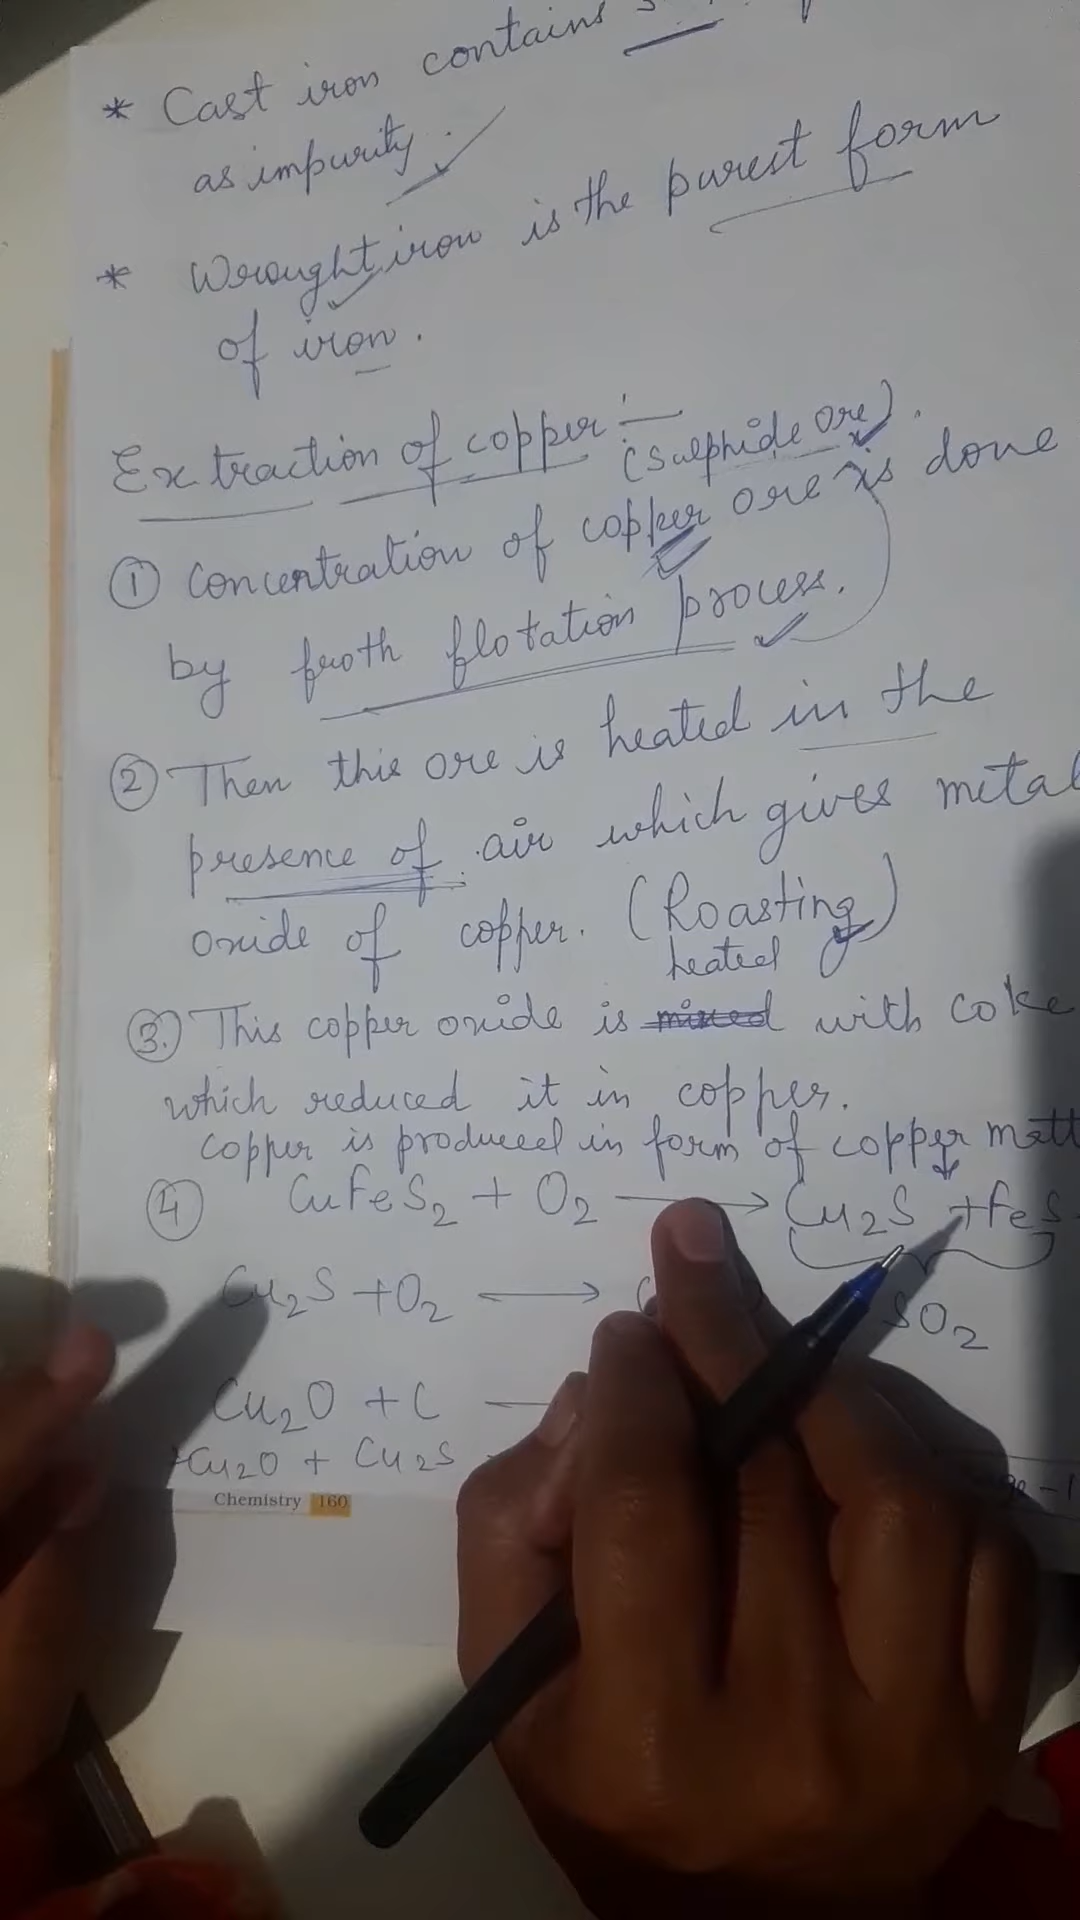 * Cast iron contains
as impurity.
* Wrought iron is the purest form
of iron.
Extraction of copper :—
(Sulphide Ore).
① Concentration of copper ore is done
by froth flotation process.
② Then this ore is heated in the
presence of air which gives metal
oxide of copper. (Roasting)
heated
③. This copper oxide is mixed with coke
which reduced it in copper.
copper is produced in form of copper matt
④ CuFeS₂ + O₂ → Cu₂S + FeS
Cu₂S + O₂ → SO₂
Cu₂O + C
Cu₂O + Cu₂S
Chemistry 160